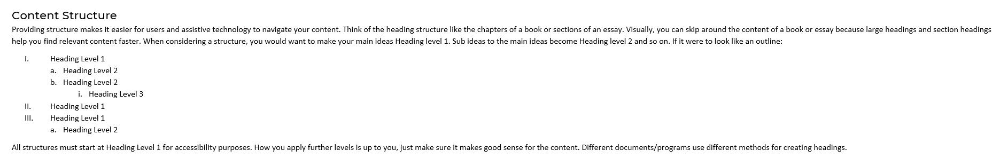 Content Structure
Providing structure makes it easier for users and assistive technology to navigate your content. Think of the heading structure like the chapters of a book or sections of an essay. Visually, you can skip around the content of a book or essay because large headings and section headings
help you find relevant content faster. When considering a structure, you would want to make your main ideas Heading level 1. Sub ideas to the main ideas become Heading level 2 and so on. If it were to look like an outline:
I. Heading Level 1
a. Heading Level 2
b. Heading Level 2
i. Heading Level 3
II. Heading Level 1
III. Heading Level 1
a. Heading Level 2
All structures must start at Heading Level 1 for accessibility purposes. How you apply further levels is up to you, just make sure it makes good sense for the content. Different documents/programs use different methods for creating headings.